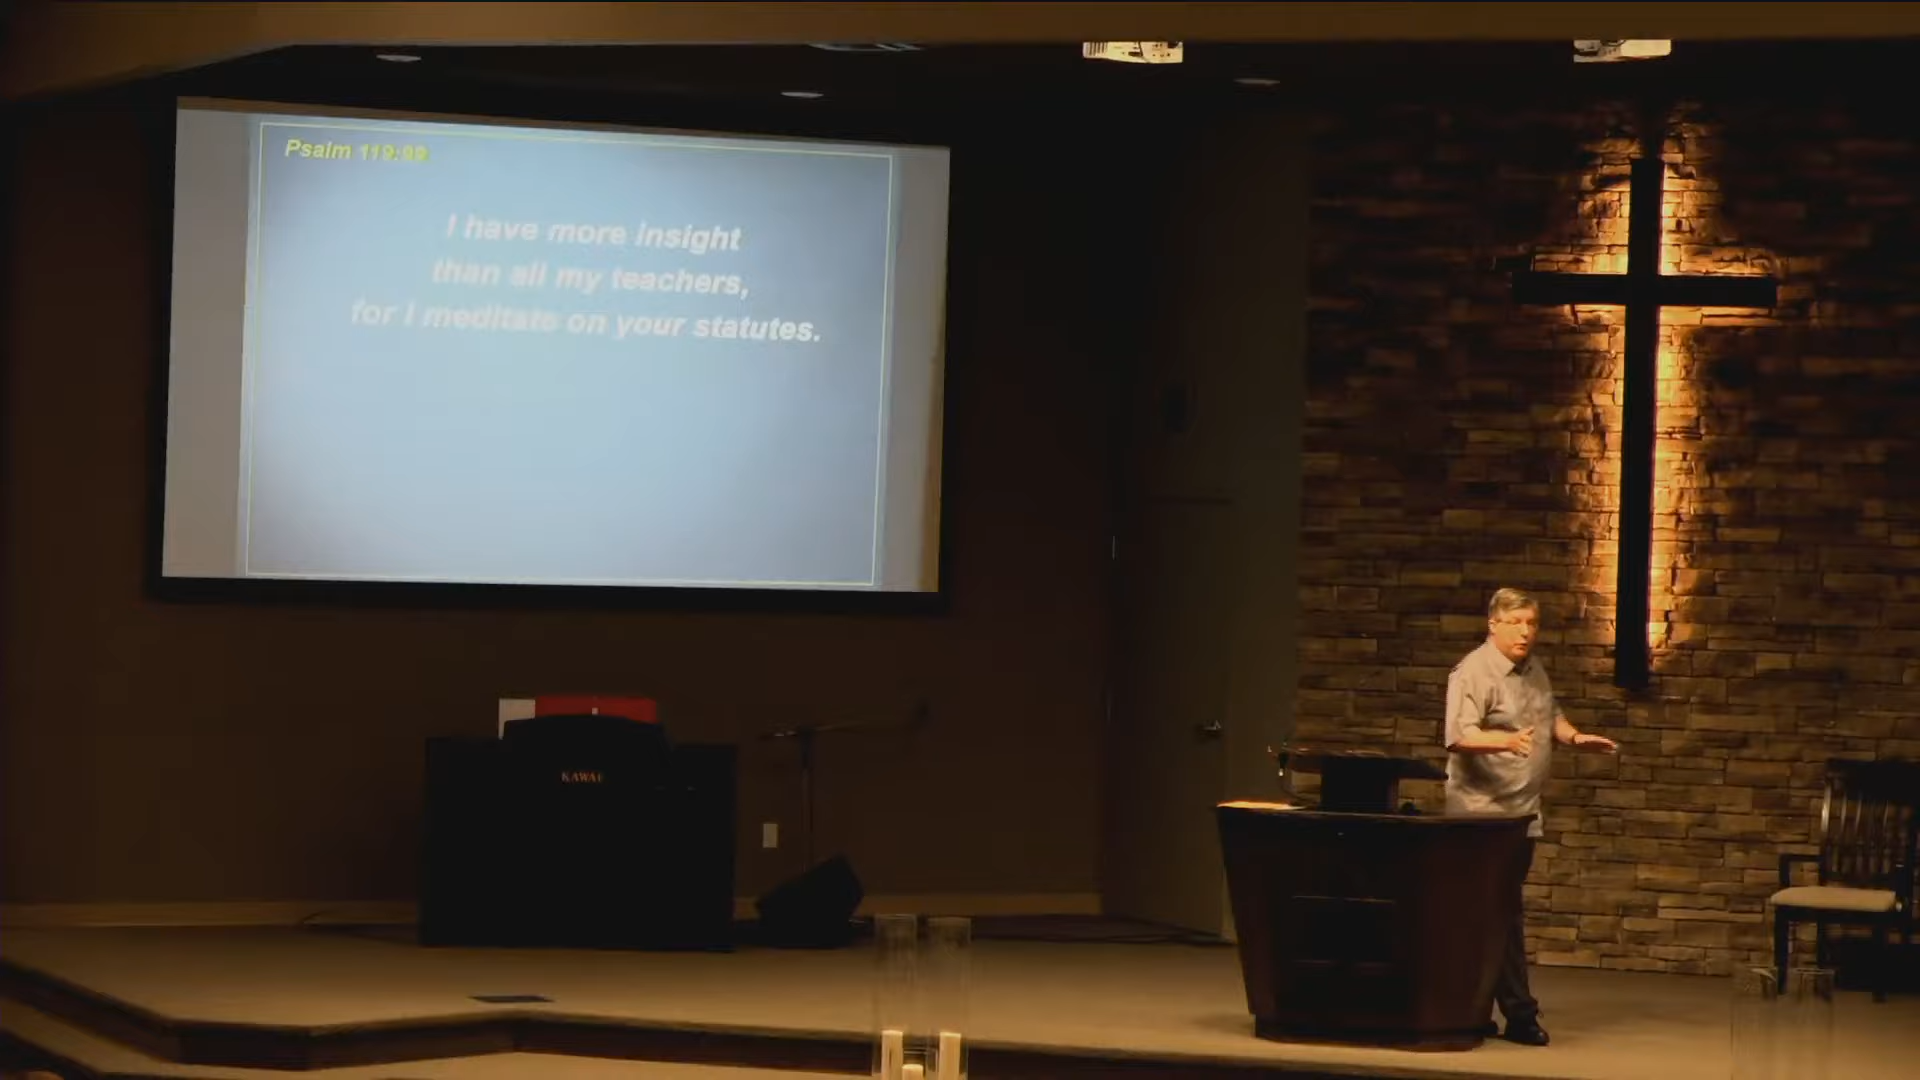 Psalm 119:99
I have more insight
than all my teachers,
for I meditate on your statutes.
KAWAI